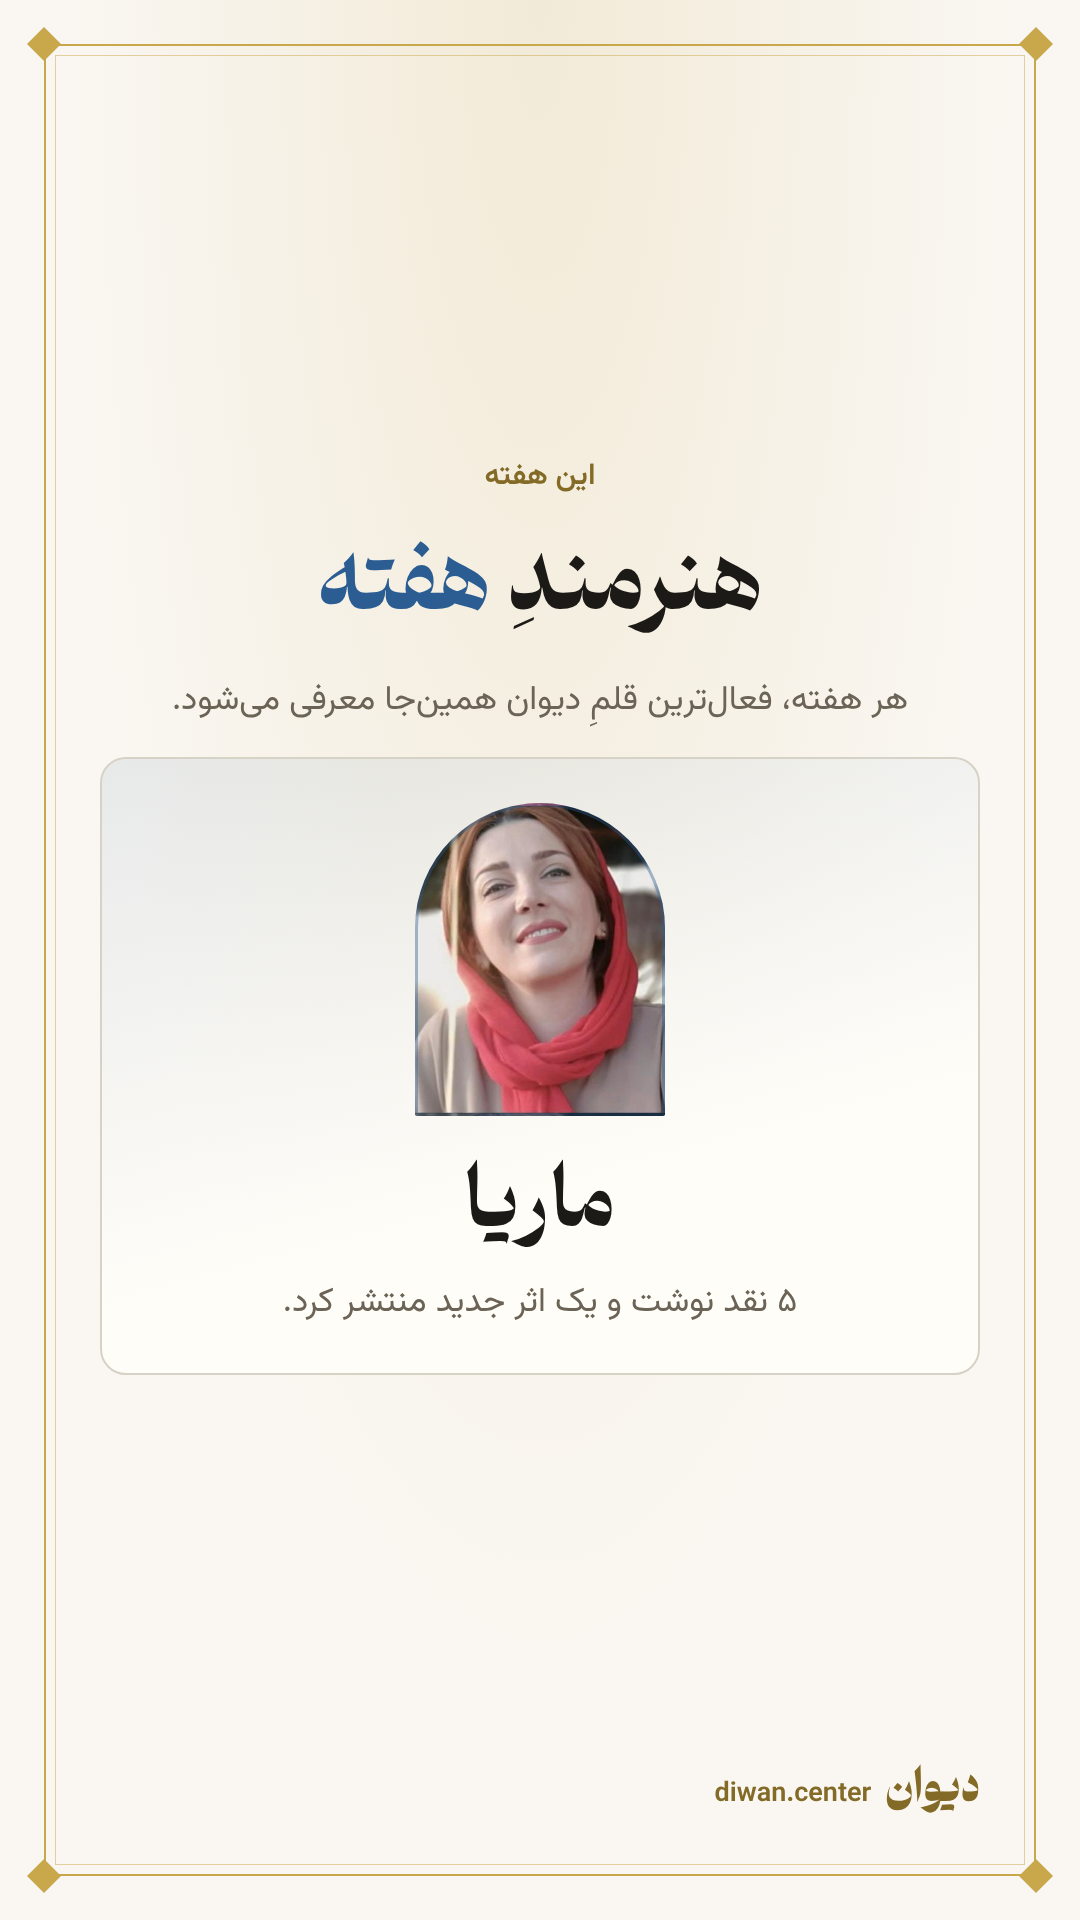 این هفته
هنرمندِ هفته
هر هفته، فعال‌ترین قلمِ دیوان همین‌جا معرفی می‌شود.
ماریا
۵ نقد نوشت و یک اثر جدید منتشر کرد.
دیوان diwan.center